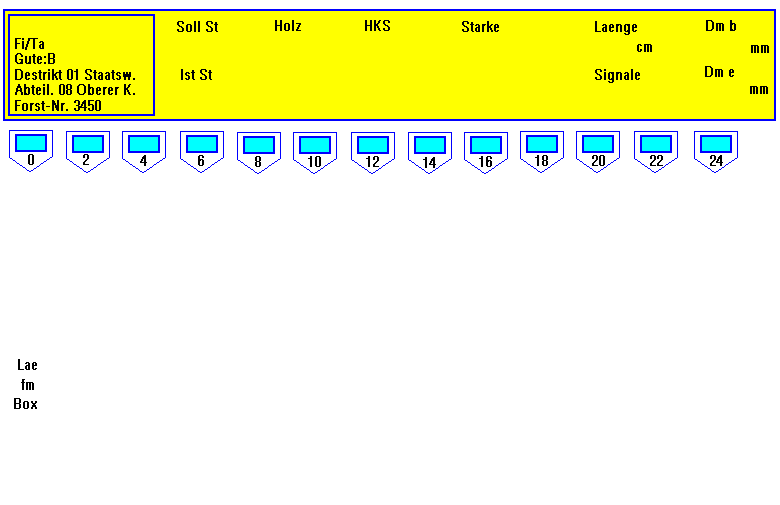 Fi/Ta
Gute:B
Destrikt 01 Staatsw.
Abteil. 08 Oberer K.
Forst-Nr. 3450
Soll St Holz HKS Starke Laenge Dm b
cm mm
Ist St Signale Dm e
mm
0 2 4 6 8 10 12 14 16 18 20 22 24
Lae
fm
Box